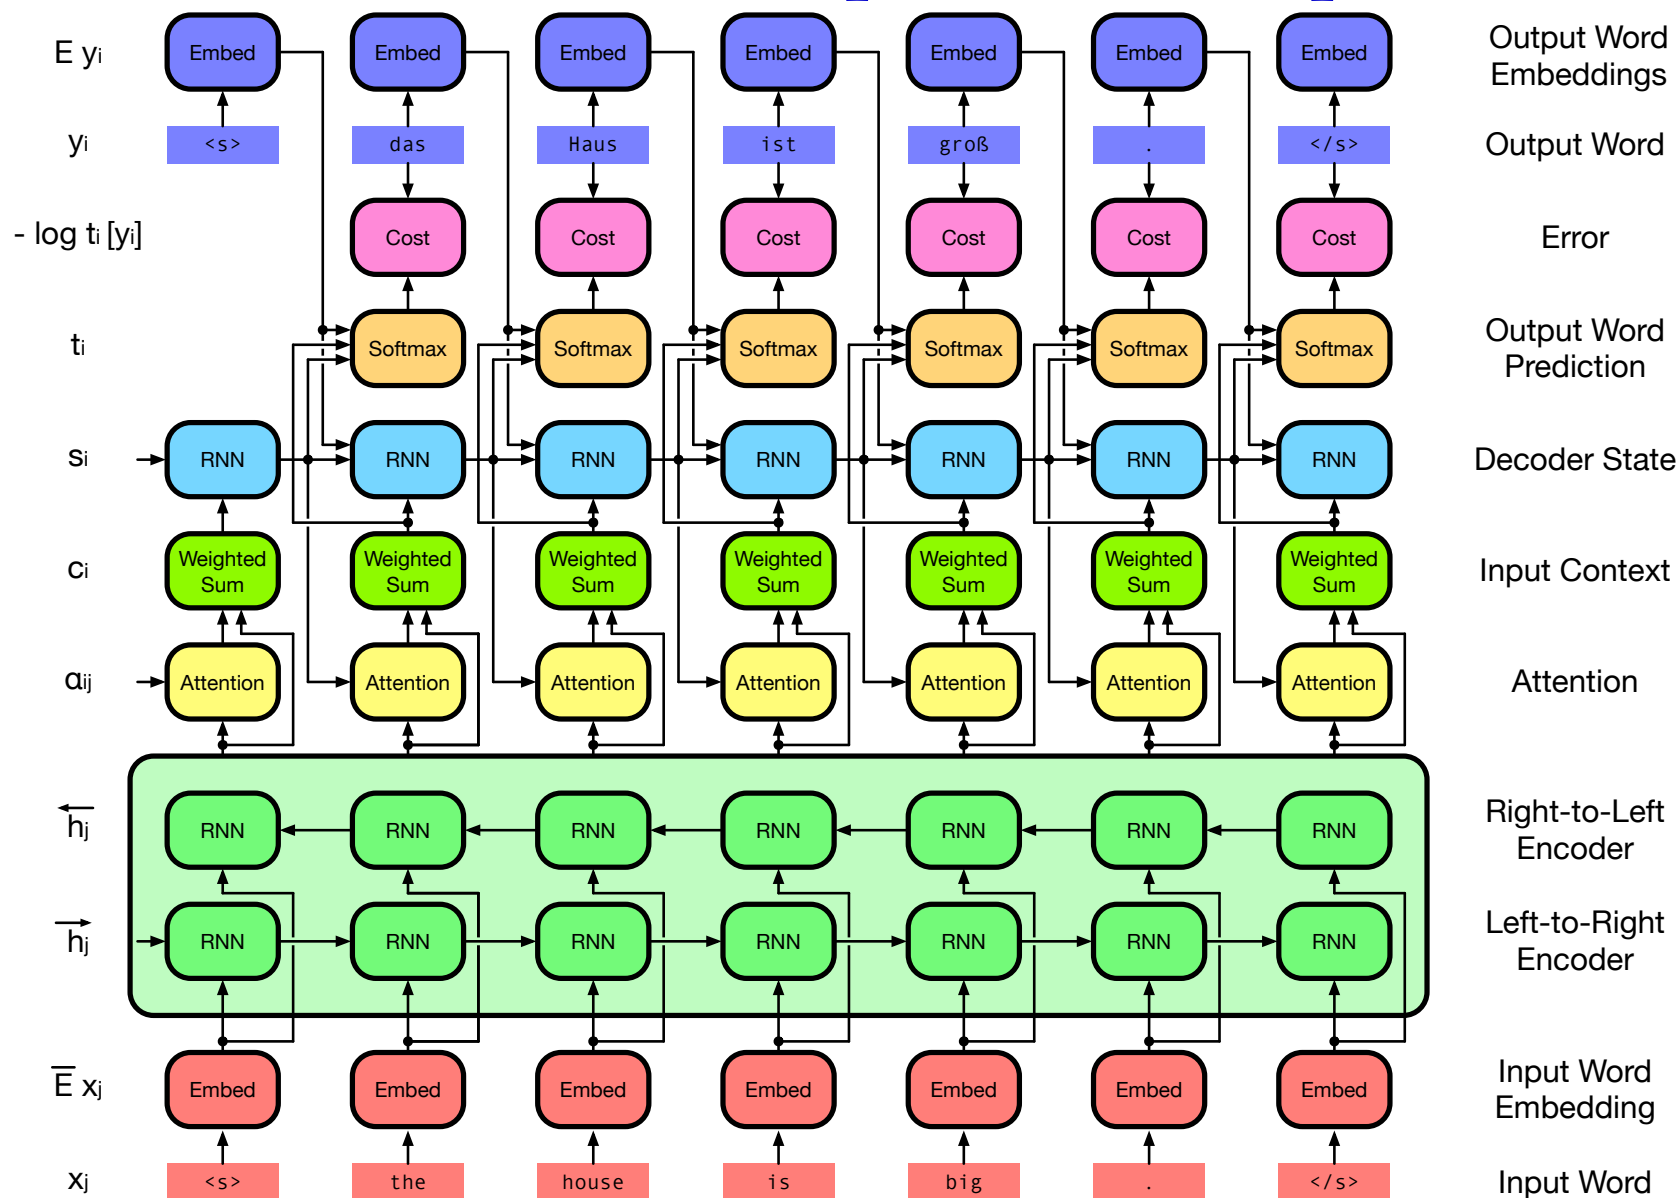 E yi Embed Embed Embed Embed Embed Embed Embed Output Word
Embeddings
yi <s> das Haus ist groß . </s> Output Word
- log ti [yi] Cost Cost Cost Cost Cost Cost Error
ti Softmax Softmax Softmax Softmax Softmax Softmax Output Word
Prediction
si RNN RNN RNN RNN RNN RNN RNN Decoder State
ci Weighted Sum Weighted Sum Weighted Sum Weighted Sum Weighted Sum Weighted Sum Weighted Sum Input Context
αij Attention Attention Attention Attention Attention Attention Attention Attention
hj RNN RNN RNN RNN RNN RNN RNN Right-to-Left
Encoder
hj RNN RNN RNN RNN RNN RNN RNN Left-to-Right
Encoder
E xj Embed Embed Embed Embed Embed Embed Embed Input Word
Embedding
xj <s> the house is big . </s> Input Word